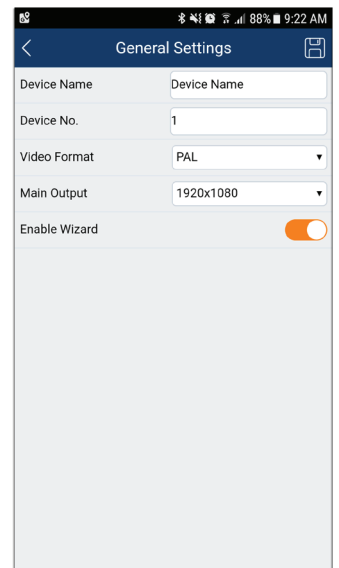 88% 9:22 AM
General Settings
Device Name Device Name
Device No. 1
Video Format PAL
Main Output 1920x1080
Enable Wizard